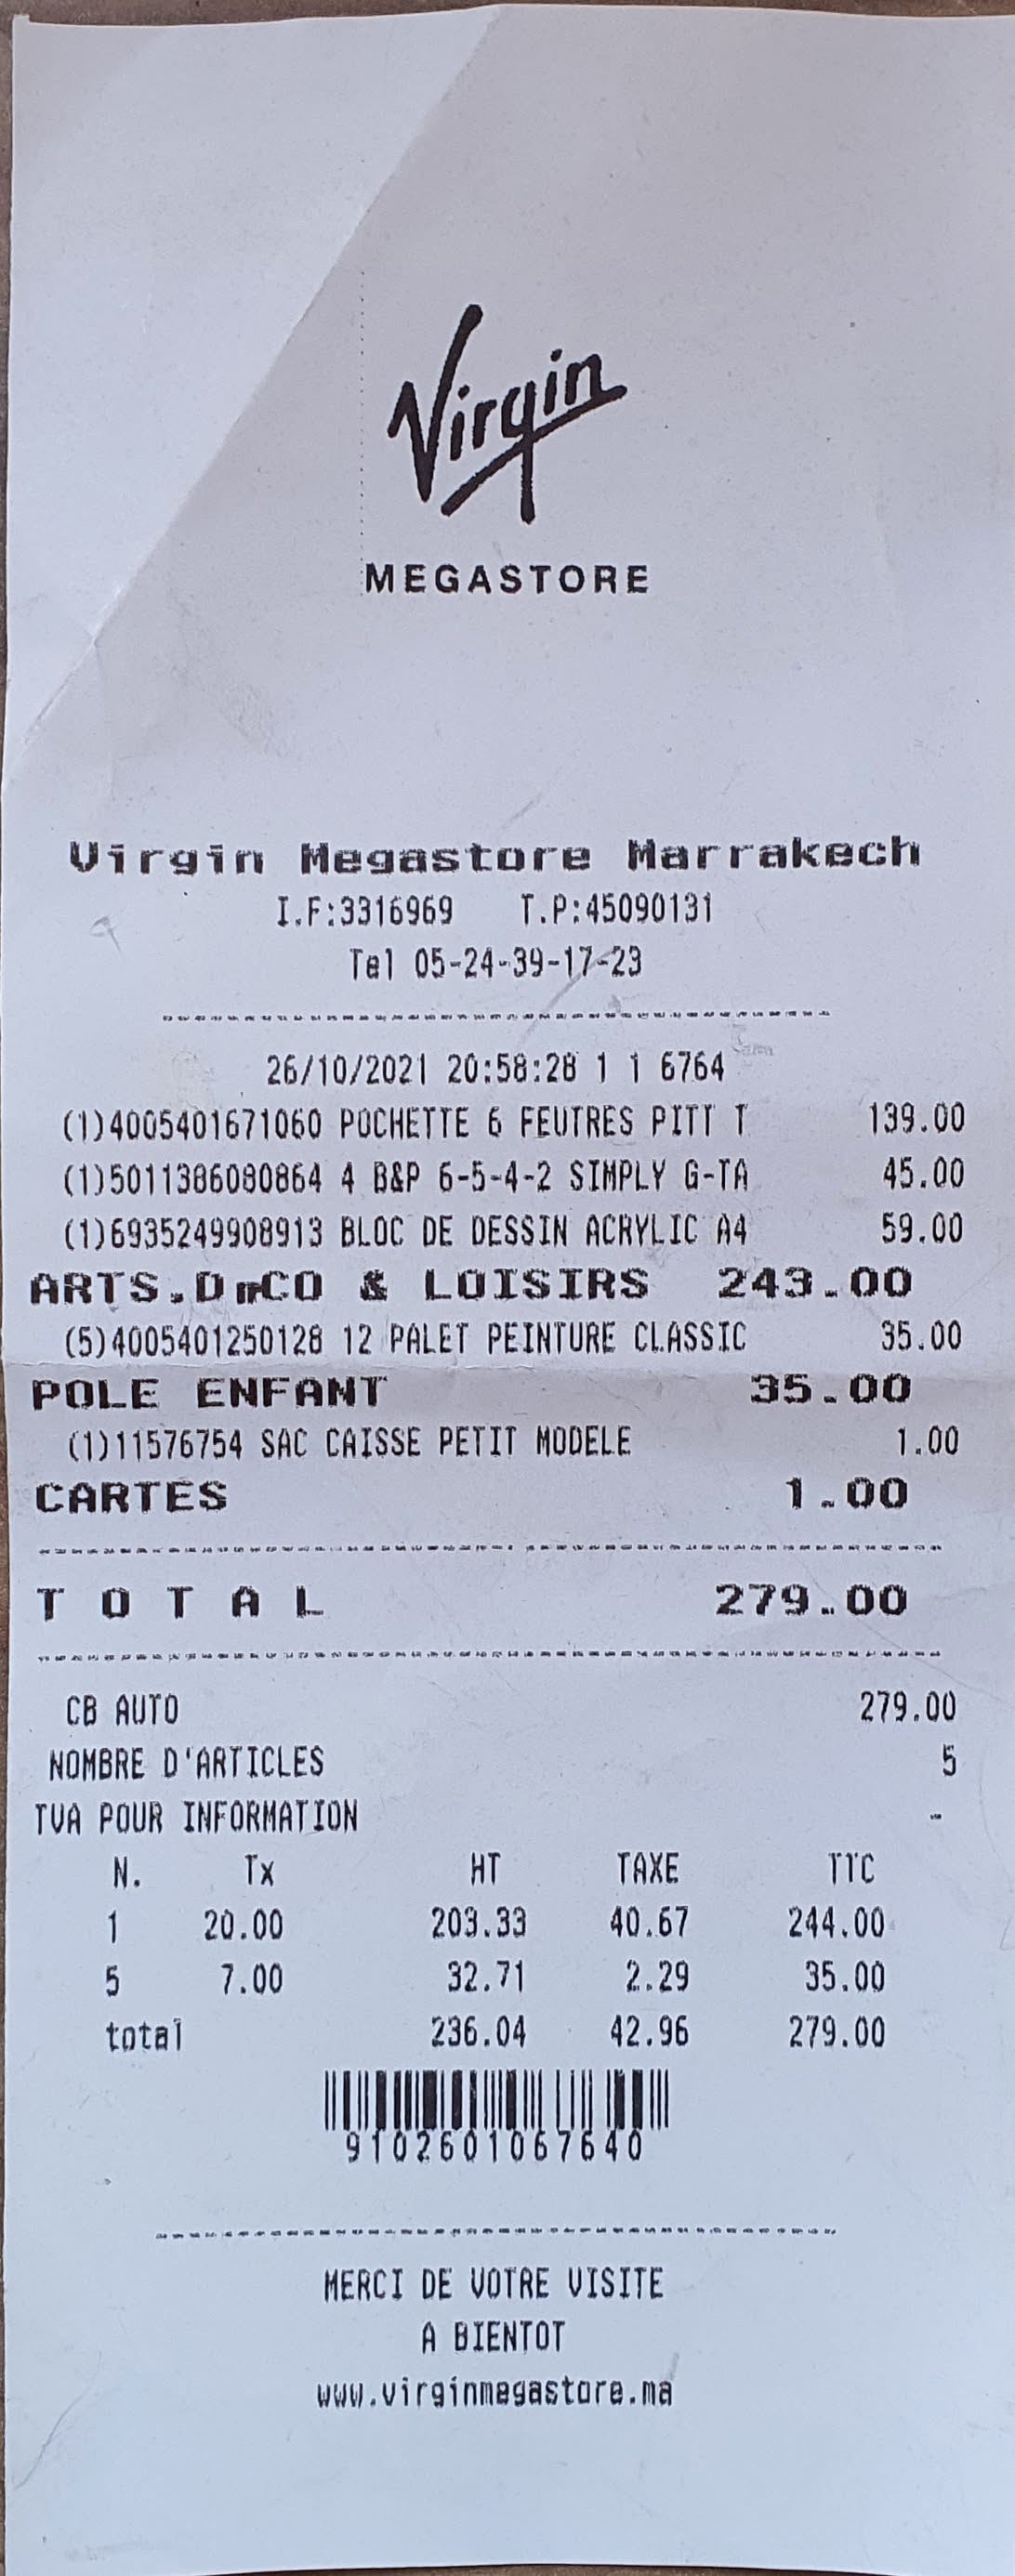 Virgin
MEGASTORE
Virgin Megastore Marrakech
I.F:3316969 T.P:45090131
Tel 05-24-39-17-23
26/10/2021 20:58:28 1 1 6764
(1)4005401671060 POCHETTE 6 FEUTRES PITT T 139.00
(1)5011386080864 4 B&P 6-5-4-2 SIMPLY G-TA 45.00
(1)6935249908913 BLOC DE DESSIN ACRYLIC A4 59.00
ARTS.D CO & LOISIRS 243.00
(5)4005401250128 12 PALET PEINTURE CLASSIC 35.00
POLE ENFANT 35.00
(1)11576754 SAC CAISSE PETIT MODELE 1.00
CARTES 1.00
T O T A L 279.00
CB AUTO 279.00
NOMBRE D'ARTICLES 5
TVA POUR INFORMATION -
N. Tx HT TAXE TTC
1 20.00 203.33 40.67 244.00
5 7.00 32.71 2.29 35.00
total 236.04 42.96 279.00
9102601067640
MERCI DE VOTRE VISITE
A BIENTOT
www.virginmegastore.ma